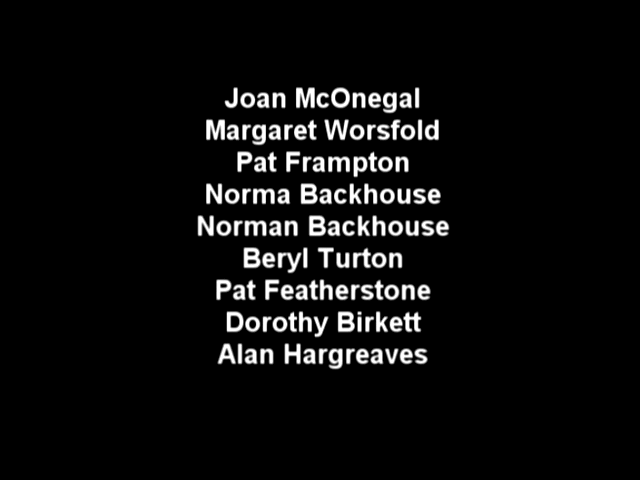 Joan McOnegal
Margaret Worsfold
Pat Frampton
Norma Backhouse
Norman Backhouse
Beryl Turton
Pat Featherstone
Dorothy Birkett
Alan Hargreaves